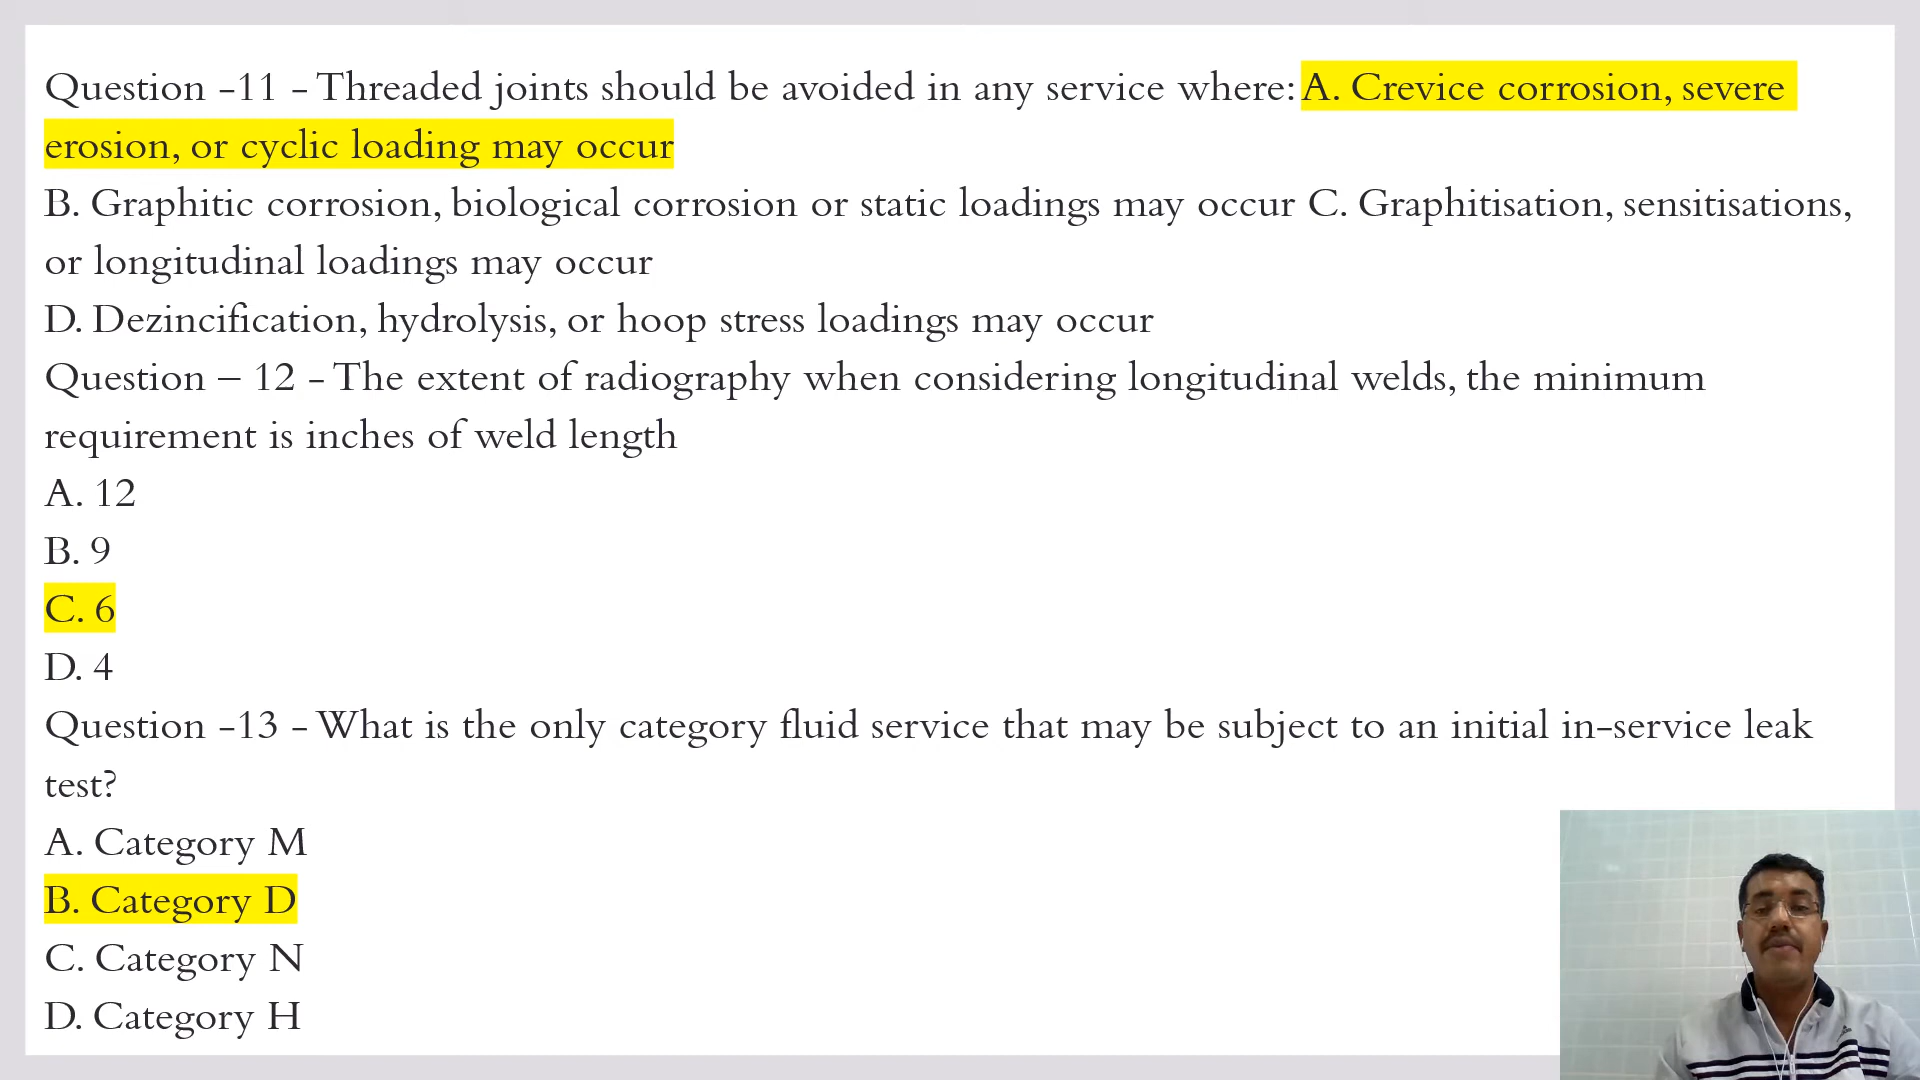 Question -11 - Threaded joints should be avoided in any service where: A. Crevice corrosion, severe
erosion, or cyclic loading may occur
B. Graphitic corrosion, biological corrosion or static loadings may occur C. Graphitisation, sensitisations,
or longitudinal loadings may occur
D. Dezincification, hydrolysis, or hoop stress loadings may occur
Question – 12 - The extent of radiography when considering longitudinal welds, the minimum
requirement is inches of weld length
A. 12
B. 9
C. 6
D. 4
Question -13 - What is the only category fluid service that may be subject to an initial in-service leak
test?
A. Category M
B. Category D
C. Category N
D. Category H